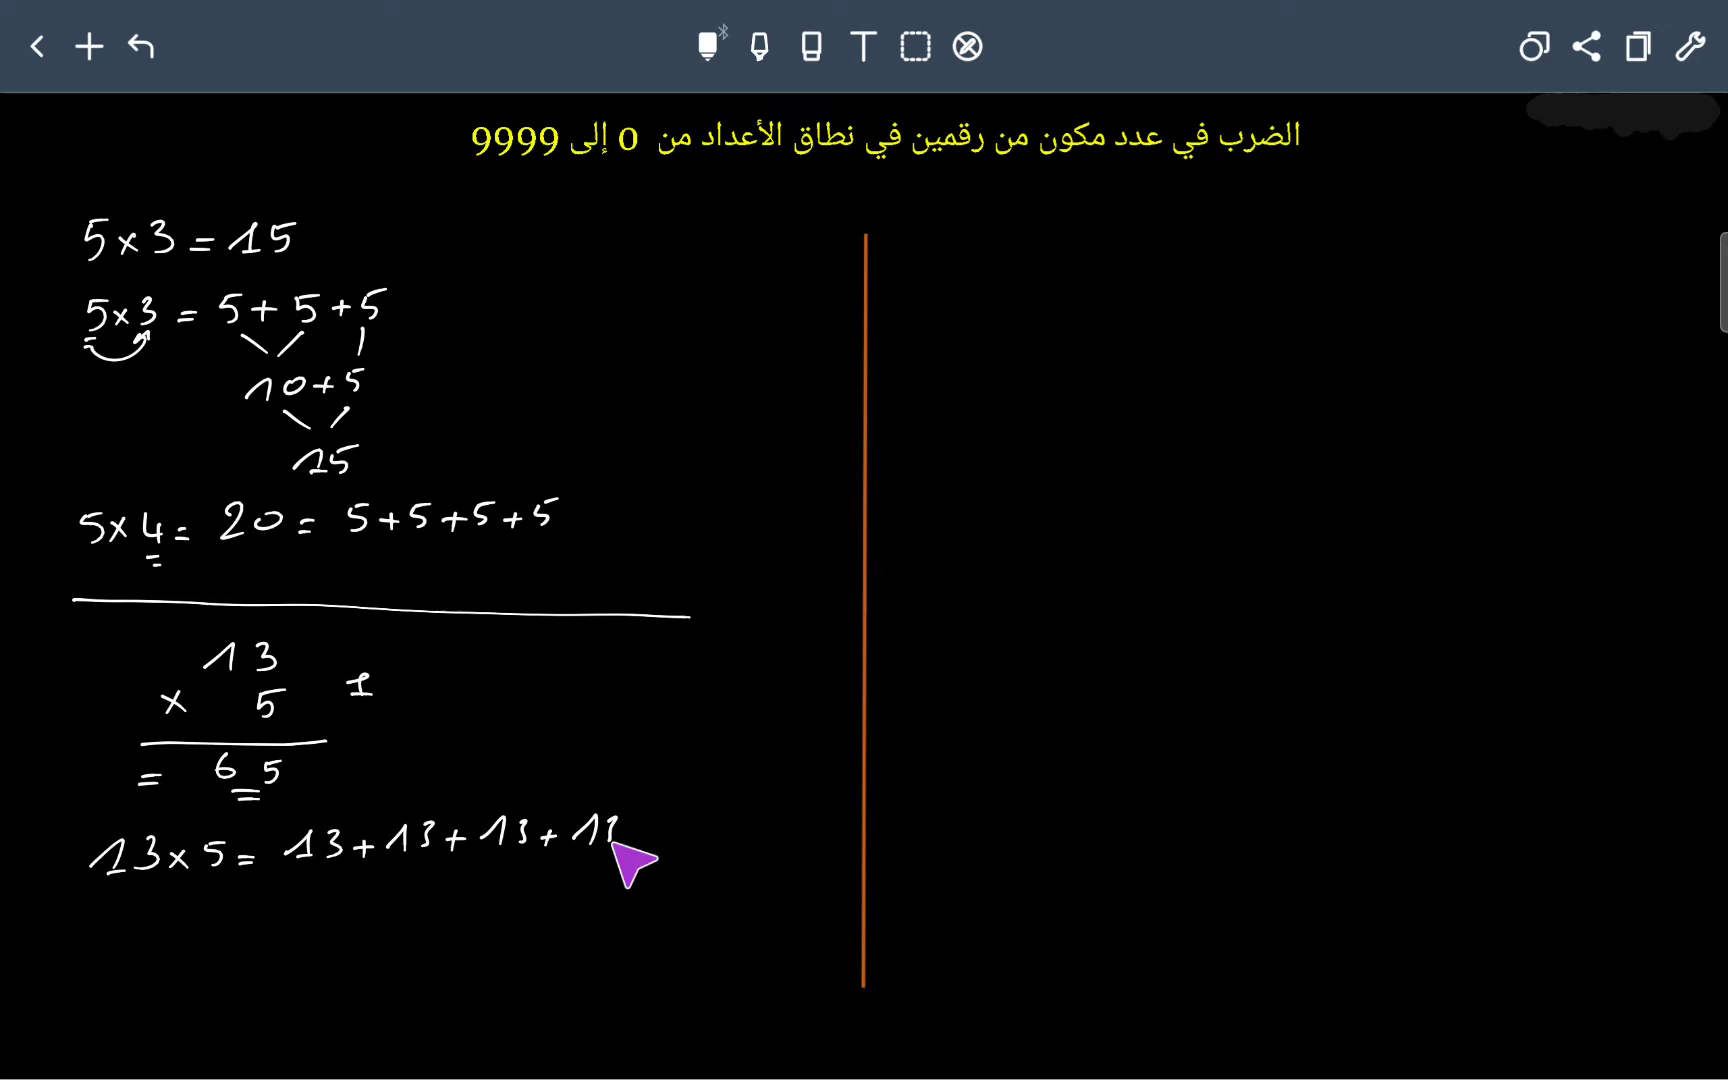 الضرب في عدد مكون من رقمين في نطاق الأعداد من 0 إلى 9999
5 × 3 = 15
5 × 3 = 5 + 5 + 5
10 + 5
15
5 × 4 = 20 = 5 + 5 + 5 + 5
13
× 5 1
= 65
13 × 5 = 13 + 13 + 13 + 13